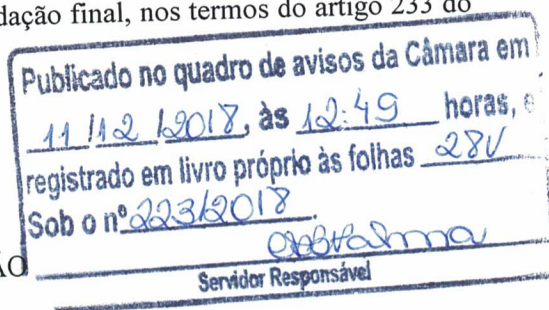 dação final, nos termos do artigo 233 do
Publicado no quadro de avisos da Câmara em
11/12/2018, às 12:49 horas, e
registrado em livro próprio às folhas 28V
Sob o nº 223/2018.
Servidor Responsável
ÃO